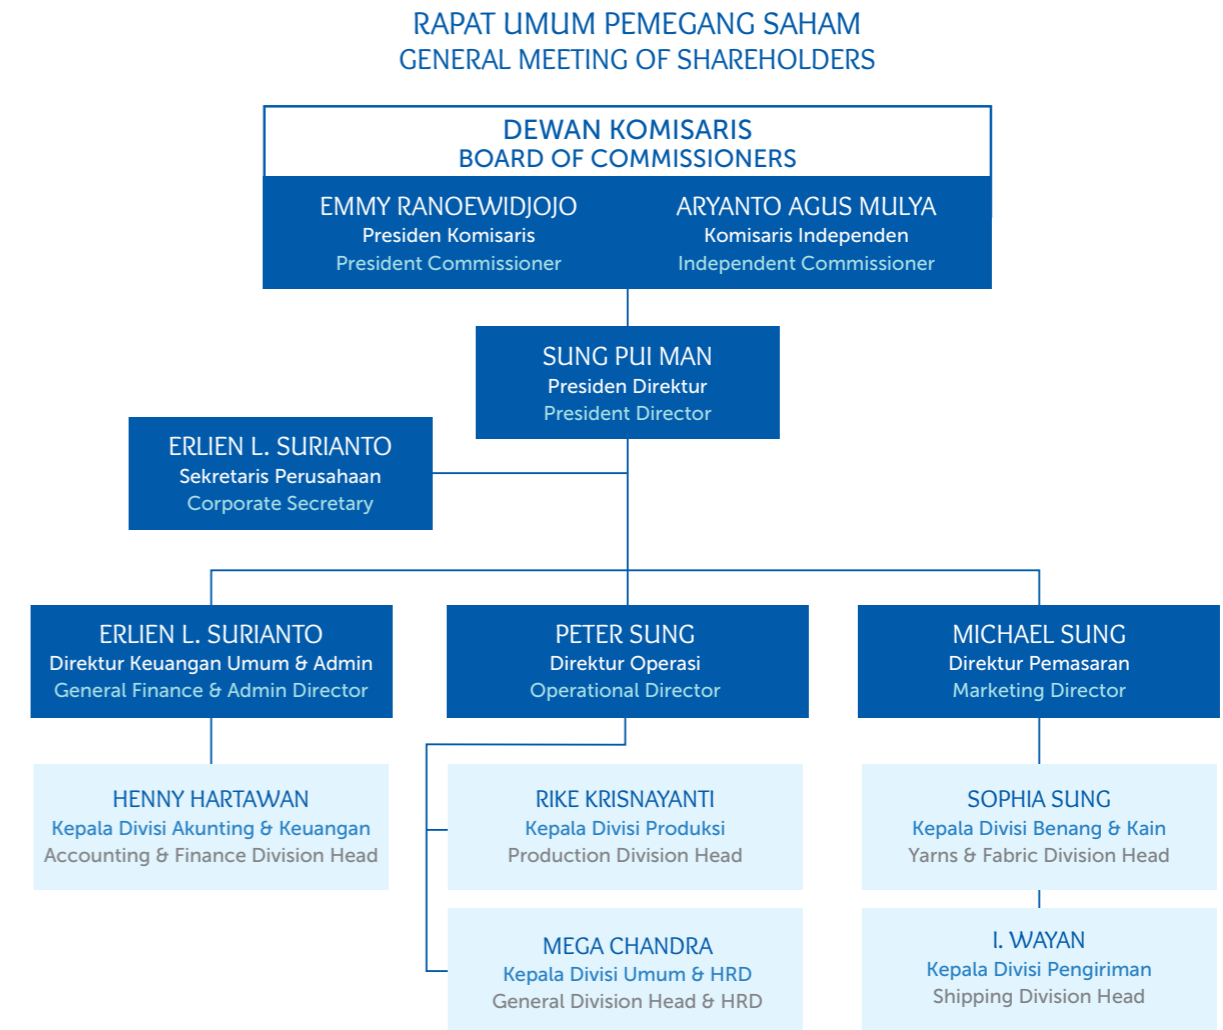 RAPAT UMUM PEMEGANG SAHAM
GENERAL MEETING OF SHAREHOLDERS
DEWAN KOMISARIS
BOARD OF COMMISSIONERS
EMMY RANOEWIDJOJO
Presiden Komisaris
President Commissioner
ARYANTO AGUS MULYA
Komisaris Independen
Independent Commissioner
SUNG PUI MAN
Presiden Direktur
President Director
ERLIEN L. SURIANTO
Sekretaris Perusahaan
Corporate Secretary
ERLIEN L. SURIANTO
Direktur Keuangan Umum & Admin
General Finance & Admin Director
PETER SUNG
Direktur Operasi
Operational Director
MICHAEL SUNG
Direktur Pemasaran
Marketing Director
HENNY HARTAWAN
Kepala Divisi Akunting & Keuangan
Accounting & Finance Division Head
RIKE KRISNAYANTI
Kepala Divisi Produksi
Production Division Head
SOPHIA SUNG
Kepala Divisi Benang & Kain
Yarns & Fabric Division Head
MEGA CHANDRA
Kepala Divisi Umum & HRD
General Division Head & HRD
I. WAYAN
Kepala Divisi Pengiriman
Shipping Division Head